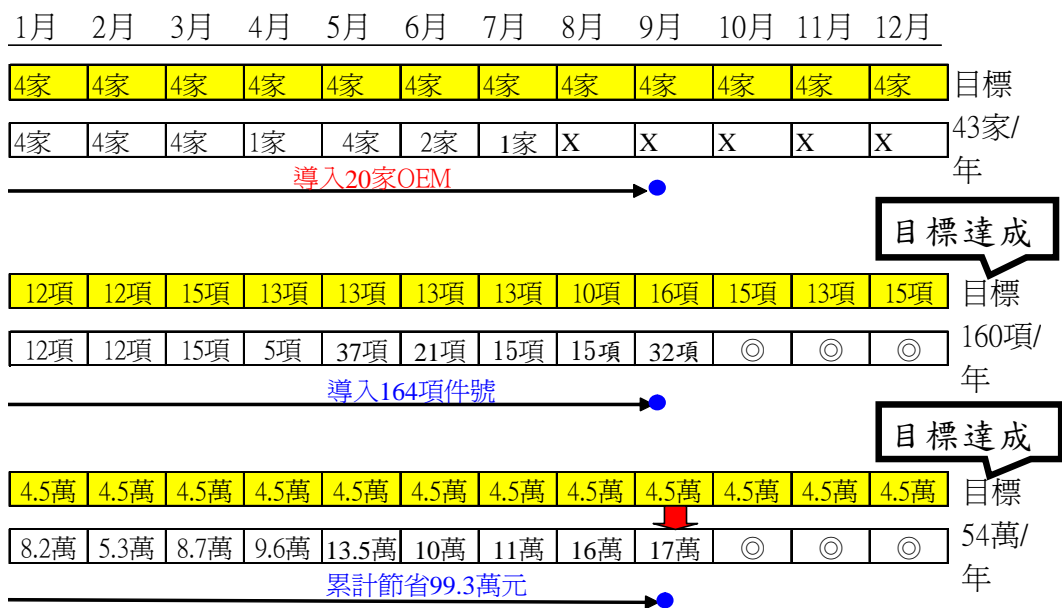 1月 2月 3月 4月 5月 6月 7月 8月 9月 10月 11月 12月
4家 4家 4家 4家 4家 4家 4家 4家 4家 4家 4家 4家 目標
4家 4家 4家 1家 4家 2家 1家 X X X X X 43家/
年
導入20家OEM
目標達成
12項 12項 15項 13項 13項 13項 13項 10項 16項 15項 13項 15項 目標
12項 12項 15項 5項 37項 21項 15項 15項 32項 ◎ ◎ ◎ 160項/
年
導入164項件號
目標達成
4.5萬 4.5萬 4.5萬 4.5萬 4.5萬 4.5萬 4.5萬 4.5萬 4.5萬 4.5萬 4.5萬 4.5萬 目標
8.2萬 5.3萬 8.7萬 9.6萬 13.5萬 10萬 11萬 16萬 17萬 ◎ ◎ ◎ 54萬/
年
累計節省99.3萬元